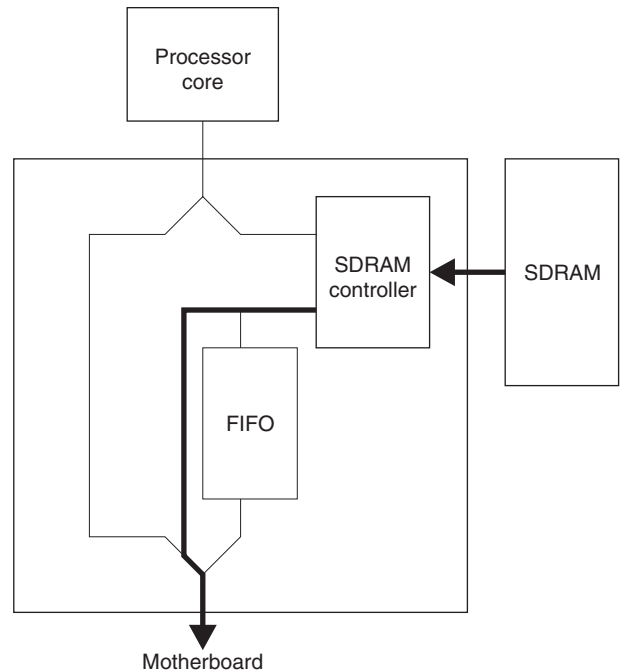 Processor
core
SDRAM
controller
SDRAM
FIFO
Motherboard